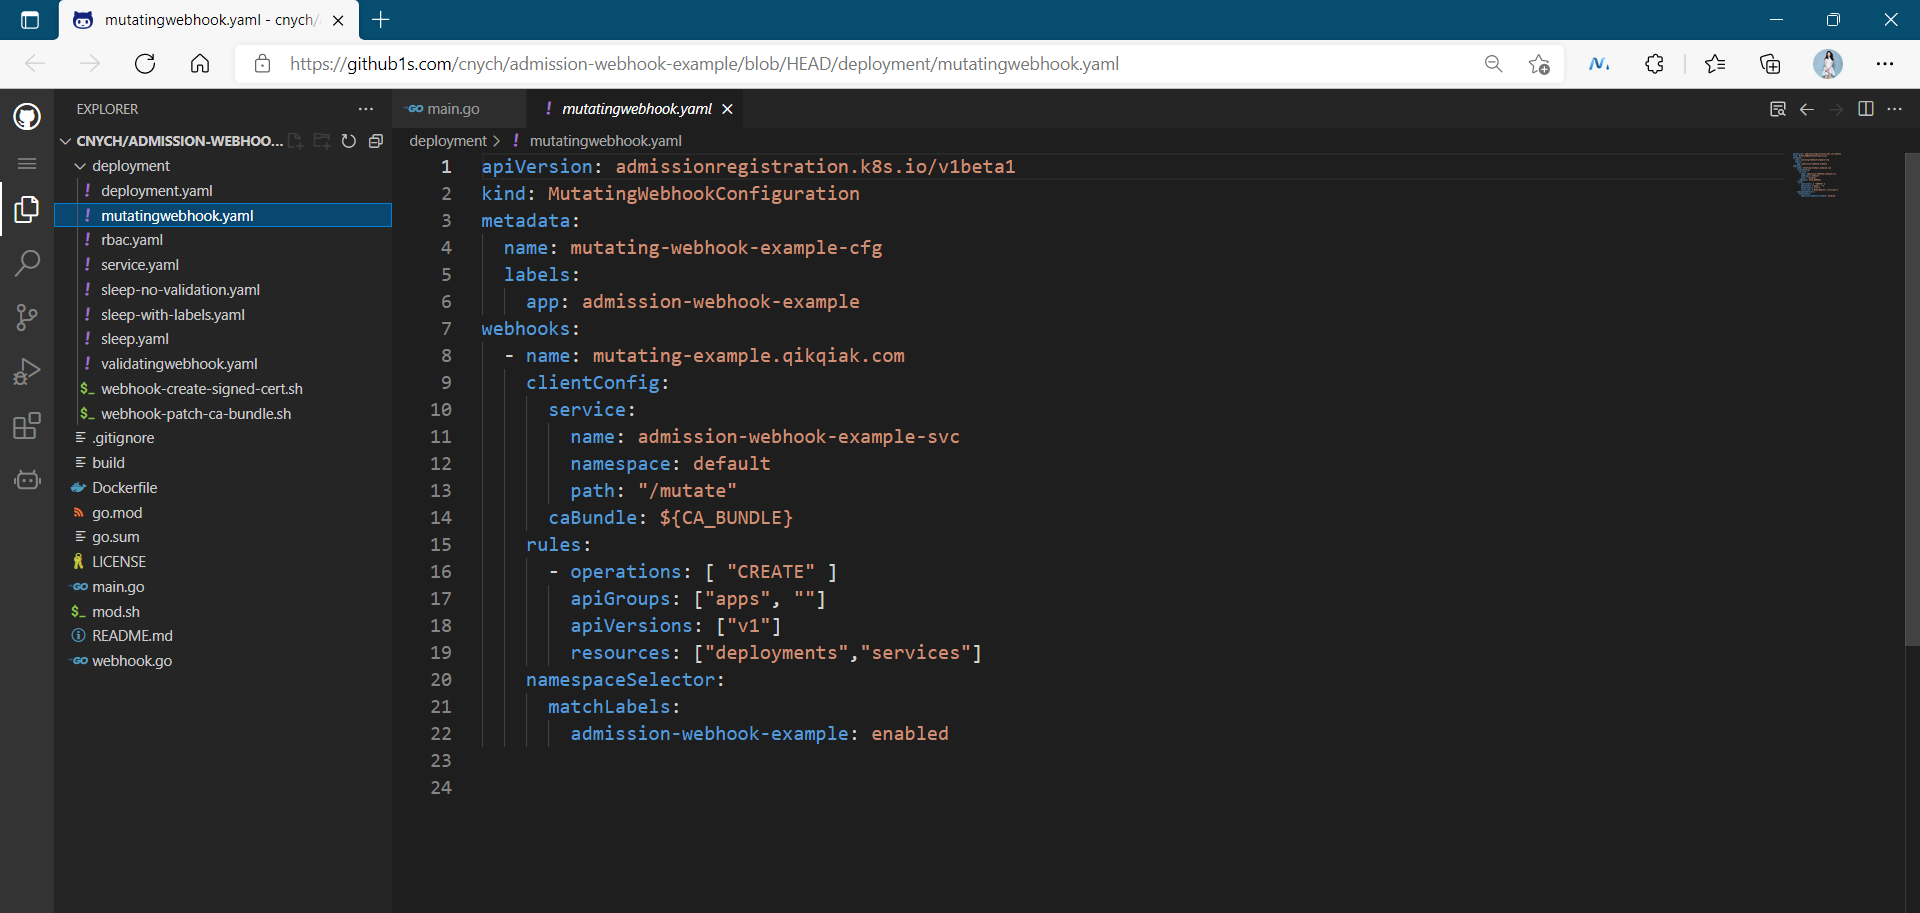 mutatingwebhook.yaml - cnych/
https://github1s.com/cnych/admission-webhook-example/blob/HEAD/deployment/mutatingwebhook.yaml
EXPLORER
CNYCH/ADMISSION-WEBHOO...
deployment
! deployment.yaml
! mutatingwebhook.yaml
! rbac.yaml
! service.yaml
! sleep-no-validation.yaml
! sleep-with-labels.yaml
! sleep.yaml
! validatingwebhook.yaml
$_ webhook-create-signed-cert.sh
$_ webhook-patch-ca-bundle.sh
.gitignore
build
Dockerfile
go.mod
go.sum
LICENSE
GO main.go
$_ mod.sh
README.md
GO webhook.go
GO main.go
! mutatingwebhook.yaml
deployment > ! mutatingwebhook.yaml
1 apiVersion: admissionregistration.k8s.io/v1beta1
2 kind: MutatingWebhookConfiguration
3 metadata:
4   name: mutating-webhook-example-cfg
5   labels:
6     app: admission-webhook-example
7 webhooks:
8   - name: mutating-example.qikqiak.com
9     clientConfig:
10       service:
11         name: admission-webhook-example-svc
12         namespace: default
13         path: "/mutate"
14       caBundle: ${CA_BUNDLE}
15     rules:
16       - operations: [ "CREATE" ]
17         apiGroups: ["apps", ""]
18         apiVersions: ["v1"]
19         resources: ["deployments","services"]
20     namespaceSelector:
21       matchLabels:
22         admission-webhook-example: enabled
23
24